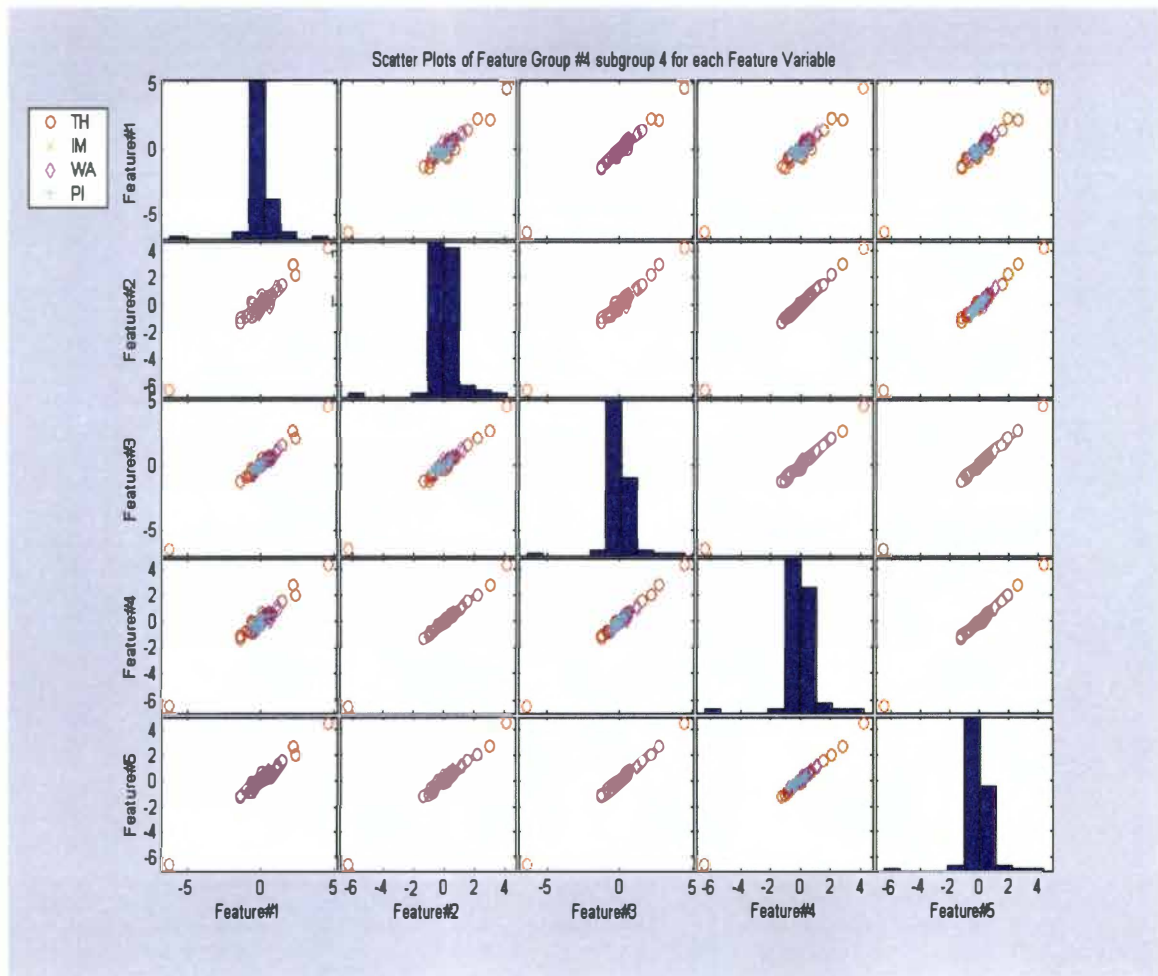 Scatter Plots of Feature Group #4 subgroup 4 for each Feature Variable
TH
IM
WA
PI
Feature#1
5
0
-5
Feature#2
4
2
0
-2
-4
-6
Feature#3
5
0
-5
Feature#4
4
2
0
-2
-4
-6
Feature#5
4
2
0
-2
-4
-6
-5 0 5 -6 -4 -2 0 2 4 -5 0 5 -6 -4 -2 0 2 4 -6 -4 -2 0 2 4
Feature#1 Feature#2 Feature#3 Feature#4 Feature#5